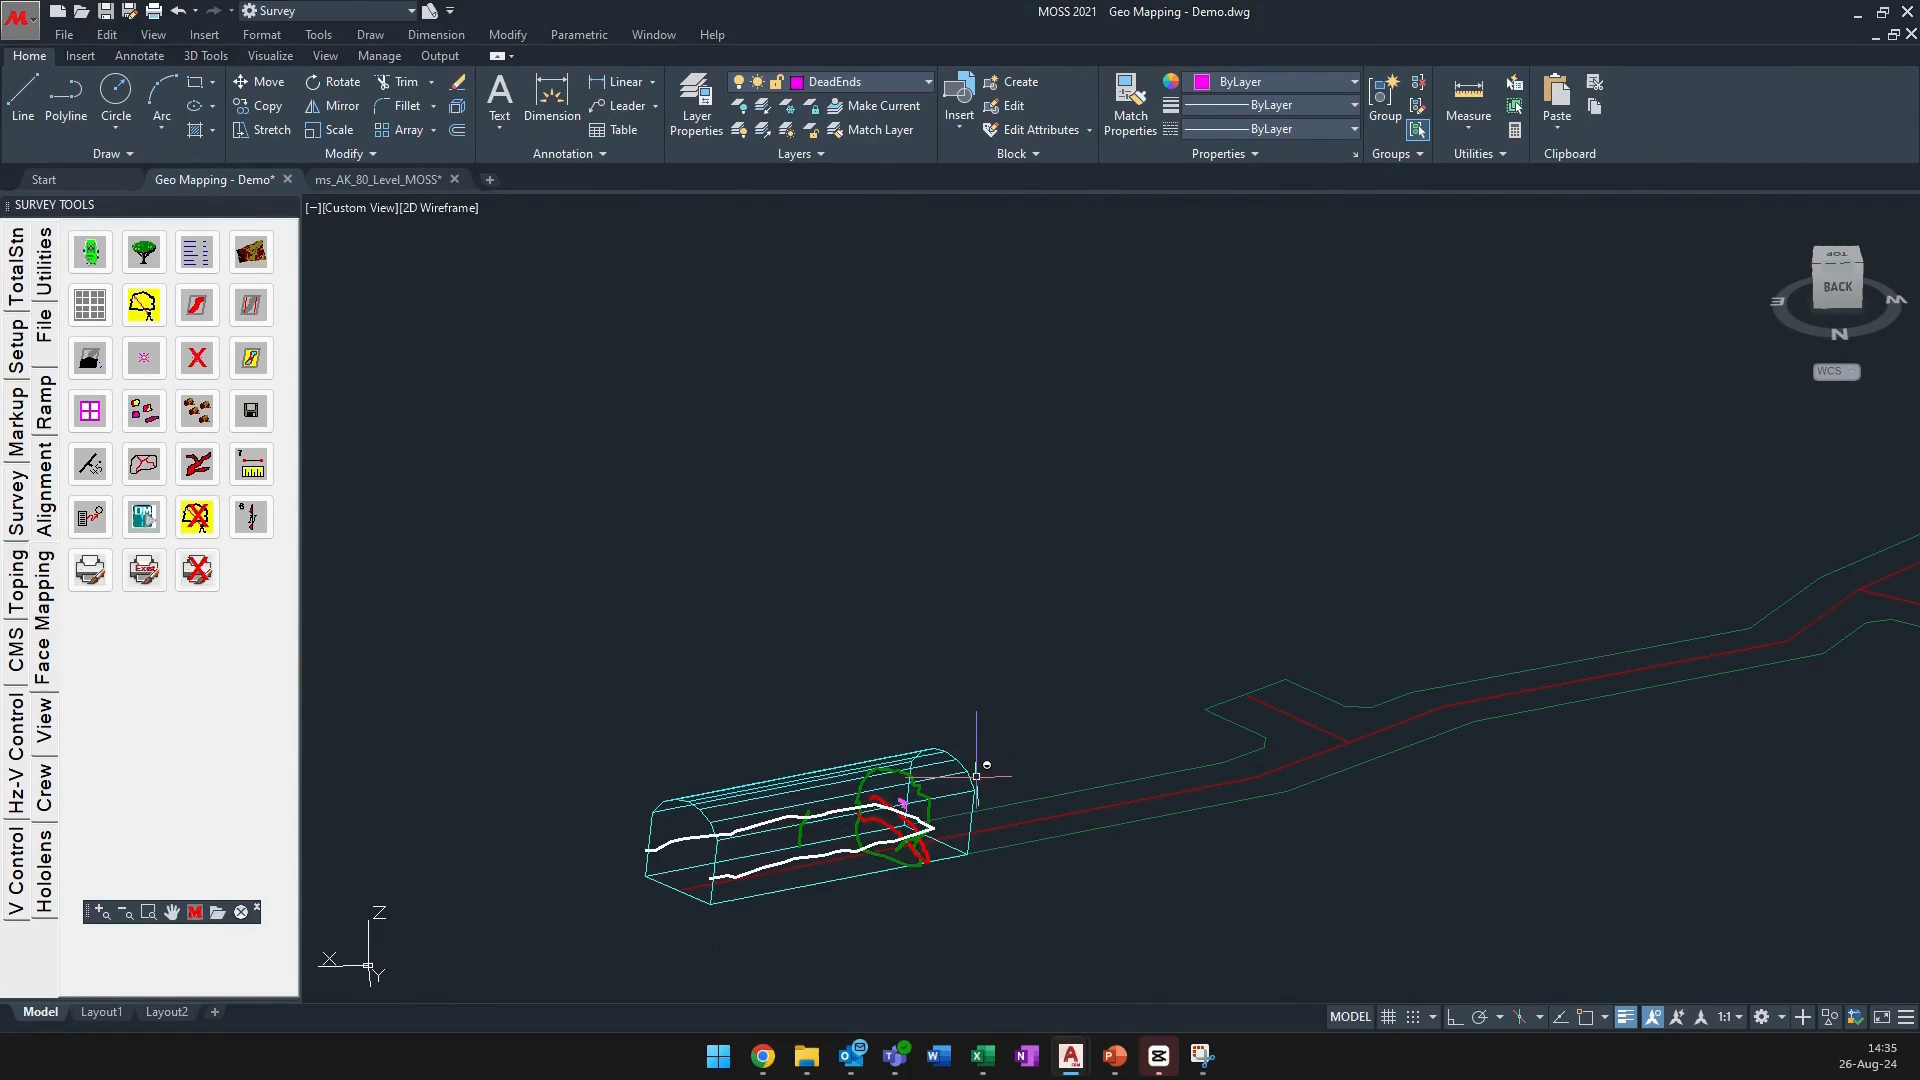 Survey
MOSS 2021 Geo Mapping - Demo.dwg
File Edit View Insert Format Tools Draw Dimension Modify Parametric Window Help
Home Insert Annotate 3D Tools Visualize View Manage Output
Line
Polyline
Circle
Arc
Draw
Move
Rotate
Trim
Copy
Mirror
Fillet
Stretch
Scale
Array
Modify
Text
Dimension
Linear
Leader
Table
Annotation
Layer
Properties
DeadEnds
Make Current
Match Layer
Layers
Insert
Create
Edit
Edit Attributes
Block
Match
Properties
ByLayer
ByLayer
ByLayer
Properties
Group
Groups
Measure
Utilities
Paste
Clipboard
Start
Geo Mapping - Demo*
ms_AK_80_Level_MOSS*
SURVEY TOOLS
[−][Custom View][2D Wireframe]
TotalStn
Setup
Markup
Survey
Toping
CMS
Hz-V Control
V Control
Utilities
File
Ramp
Alignment
Face Mapping
View
Crew
Hololens
TOP
BACK
E
W
N
WCS
Z
X
Y
Model Layout1 Layout2
MODEL
1:1
14:35
26-Aug-24